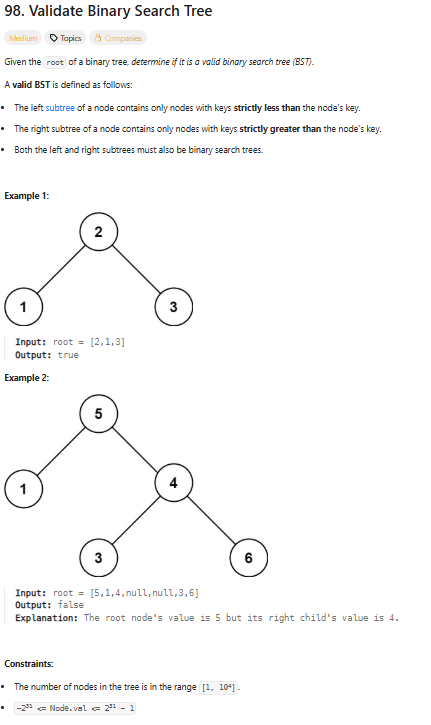 98. Validate Binary Search Tree
Medium Topics Companies
Given the root of a binary tree, determine if it is a valid binary search tree (BST).
A valid BST is defined as follows:
• The left subtree of a node contains only nodes with keys strictly less than the node's key.
• The right subtree of a node contains only nodes with keys strictly greater than the node's key.
• Both the left and right subtrees must also be binary search trees.
Example 1:
2
1 3
Input: root = [2,1,3]
Output: true
Example 2:
5
1 4
3 6
Input: root = [5,1,4,null,null,3,6]
Output: false
Explanation: The root node's value is 5 but its right child's value is 4.
Constraints:
• The number of nodes in the tree is in the range [1, 10⁴].
• -2³¹ <= Node.val <= 2³¹ - 1